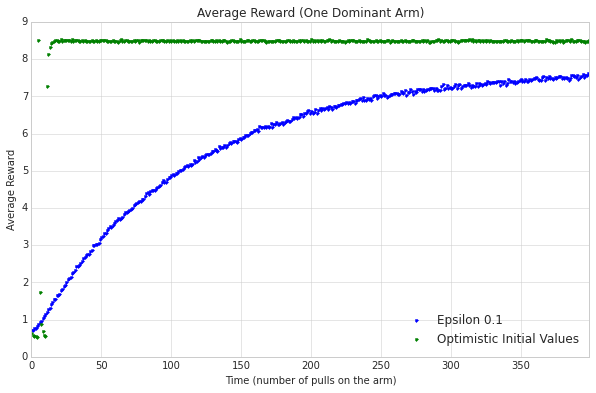 Average Reward (One Dominant Arm)
9
8
7
6
5
4
3
2
1
0
Average Reward
Epsilon 0.1
Optimistic Initial Values
0 50 100 150 200 250 300 350
Time (number of pulls on the arm)